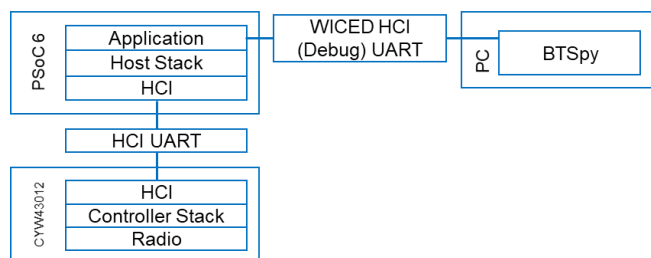 PSoC 6
Application
Host Stack
HCI
WICED HCI
(Debug) UART
PC
BTSpy
HCI UART
CYW43012
HCI
Controller Stack
Radio